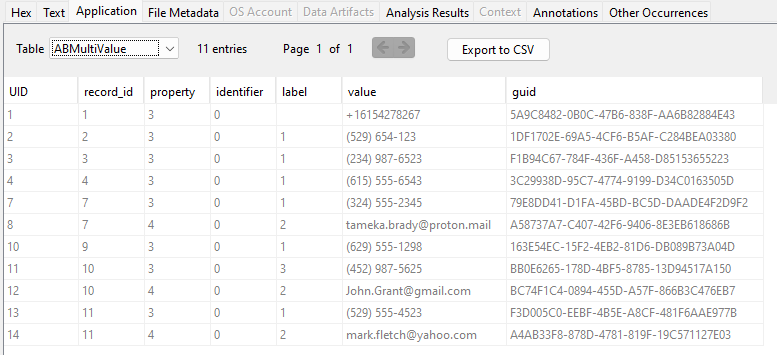 Hex Text Application File Metadata OS Account Data Artifacts Analysis Results Context Annotations Other Occurrences
Table ABMultiValue 11 entries Page 1 of 1 Export to CSV
UID record_id property identifier label value guid
1 1 3 0 +16154278267 5A9C8482-0B0C-47B6-838F-AA6B82884E43
2 2 3 0 1 (529) 654-123 1DF1702E-69A5-4CF6-B5AF-C284BEA03380
3 3 3 0 1 (234) 987-6523 F1B94C67-784F-436F-A458-D85153655223
4 4 3 0 1 (615) 555-6543 3C29938D-95C7-4774-9199-D34C0163505D
7 7 3 0 1 (324) 555-2345 79E8DD41-D1FA-45BD-BC5D-DAADE4F2D9F2
8 7 4 0 2 tameka.brady@proton.mail A58737A7-C407-42F6-9406-8E3EB618686B
10 9 3 0 1 (629) 555-1298 163E54EC-15F2-4EB2-81D6-DB089B73A04D
11 10 3 0 3 (452) 987-5625 BB0E6265-178D-4BF5-8785-13D94517A150
12 10 4 0 2 John.Grant@gmail.com BC74F1C4-0894-455D-A57F-866B3C476EB7
13 11 3 0 1 (529) 555-4523 F3D005C0-EEBF-4B5E-A8CF-481F6AAE977B
14 11 4 0 2 mark.fletch@yahoo.com A4AB33F8-878D-4781-819F-19C571127E03